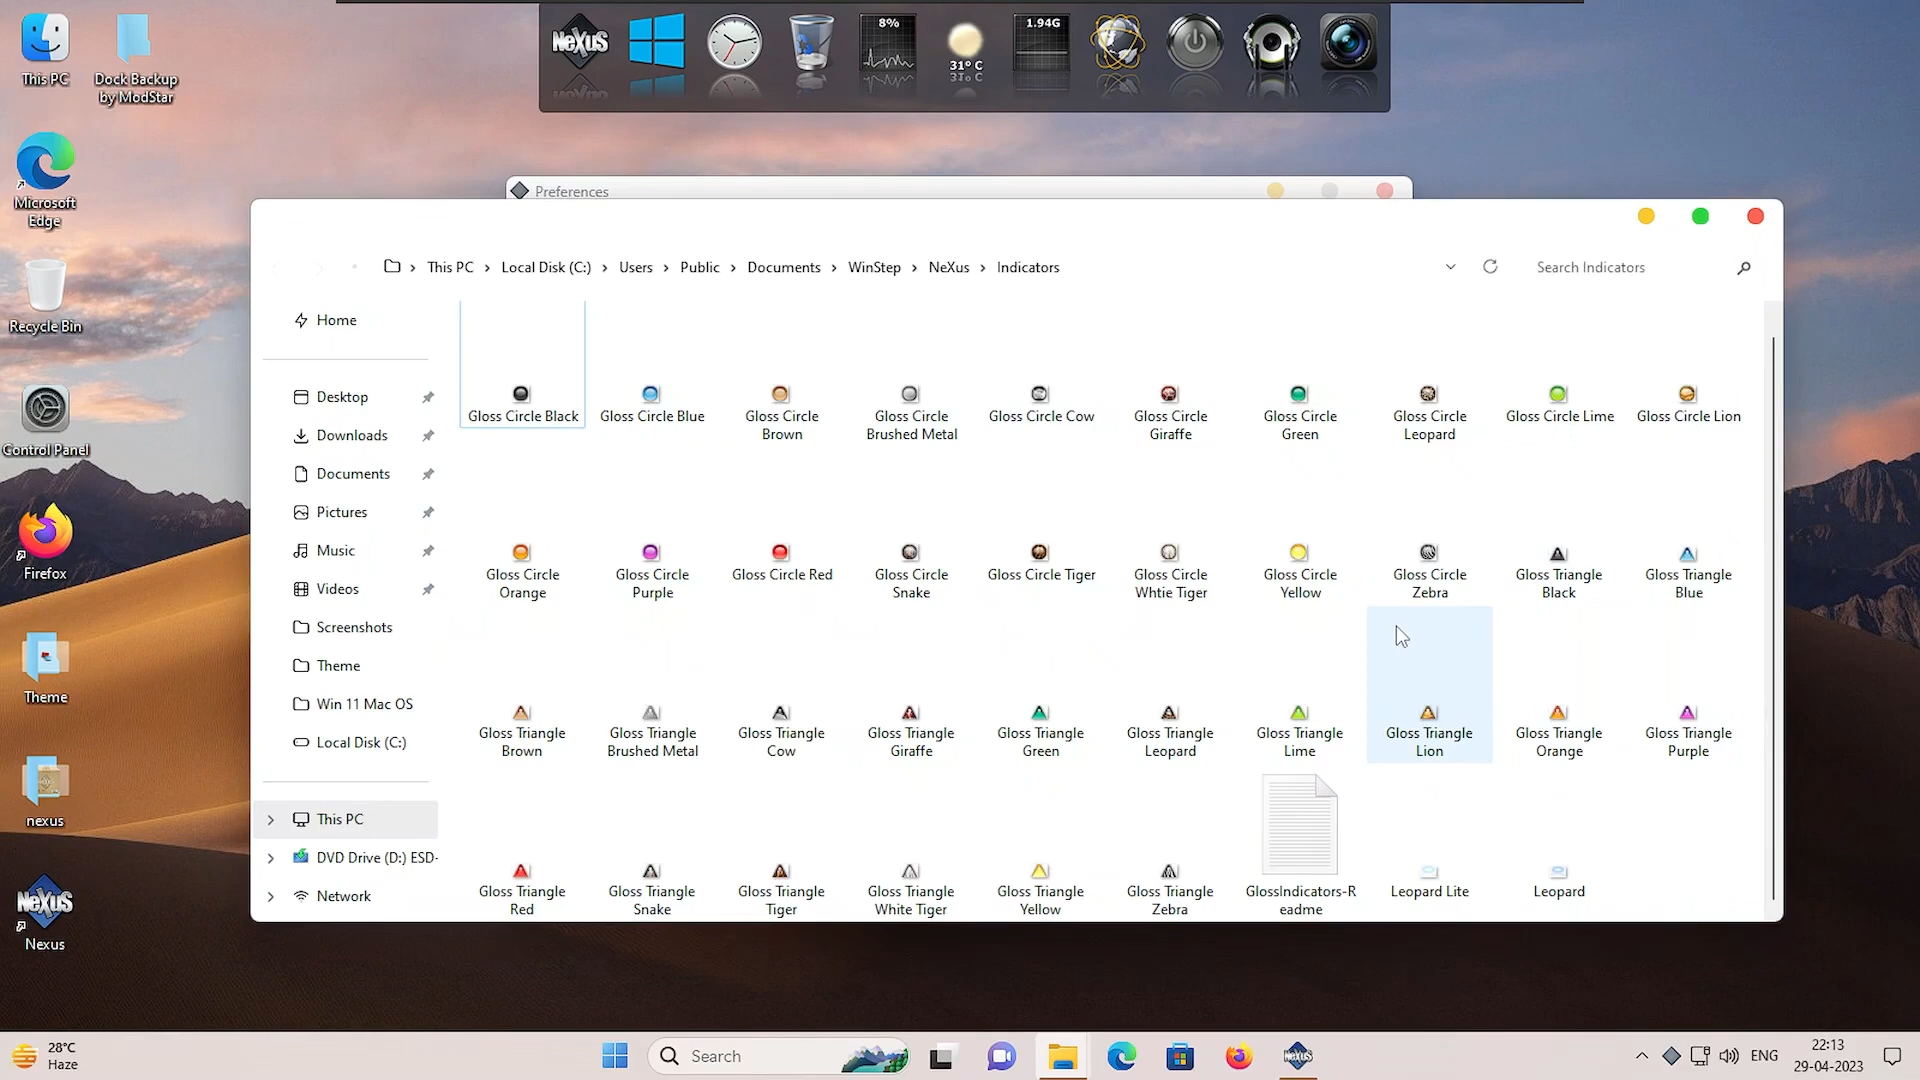 This PC
Dock Backup
by ModStar
NeXuS
8%
31° C
1.94G
Microsoft
Edge
Recycle Bin
Control Panel
Firefox
Theme
nexus
NeXuS
Nexus
Preferences
This PC
Local Disk (C:)
Users
Public
Documents
WinStep
NeXus
Indicators
Search Indicators
Home
Desktop
Downloads
Documents
Pictures
Music
Videos
Screenshots
Theme
Win 11 Mac OS
Local Disk (C:)
This PC
DVD Drive (D:) ESD-
Network
Gloss Circle Black
Gloss Circle Blue
Gloss Circle
Brown
Gloss Circle
Brushed Metal
Gloss Circle Cow
Gloss Circle
Giraffe
Gloss Circle
Green
Gloss Circle
Leopard
Gloss Circle Lime
Gloss Circle Lion
Gloss Circle
Orange
Gloss Circle
Purple
Gloss Circle Red
Gloss Circle
Snake
Gloss Circle Tiger
Gloss Circle
Whtie Tiger
Gloss Circle
Yellow
Gloss Circle
Zebra
Gloss Triangle
Black
Gloss Triangle
Blue
Gloss Triangle
Brown
Gloss Triangle
Brushed Metal
Gloss Triangle
Cow
Gloss Triangle
Giraffe
Gloss Triangle
Green
Gloss Triangle
Leopard
Gloss Triangle
Lime
Gloss Triangle
Lion
Gloss Triangle
Orange
Gloss Triangle
Purple
Gloss Triangle
Red
Gloss Triangle
Snake
Gloss Triangle
Tiger
Gloss Triangle
White Tiger
Gloss Triangle
Yellow
Gloss Triangle
Zebra
GlossIndicators-R
eadme
Leopard Lite
Leopard
28°C
Haze
Search
NeXuS
ENG
22:13
29-04-2023